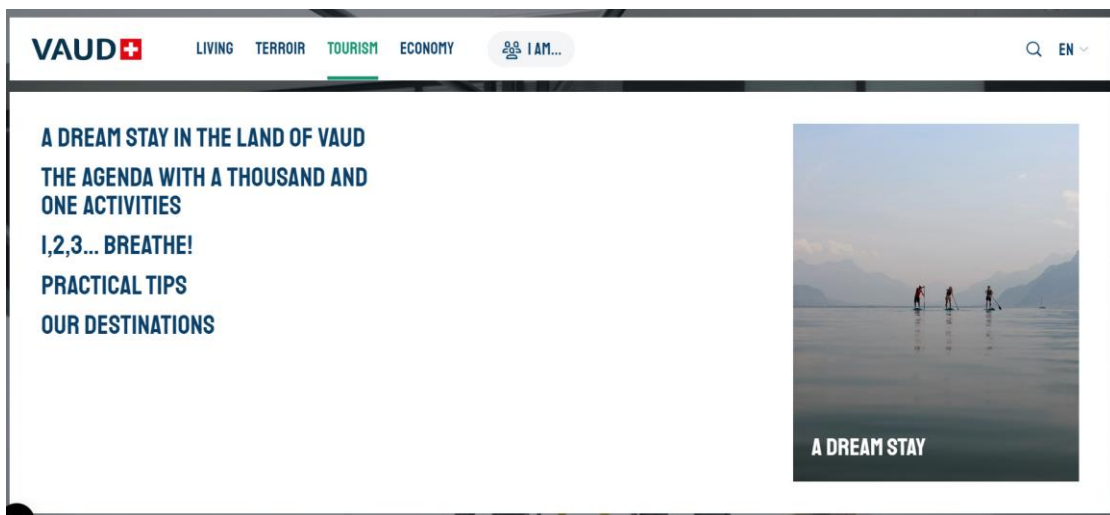 VAUD
LIVING
TERROIR
TOURISM
ECONOMY
I AM...
EN
A DREAM STAY IN THE LAND OF VAUD
THE AGENDA WITH A THOUSAND AND
ONE ACTIVITIES
1,2,3... BREATHE!
PRACTICAL TIPS
OUR DESTINATIONS
A DREAM STAY